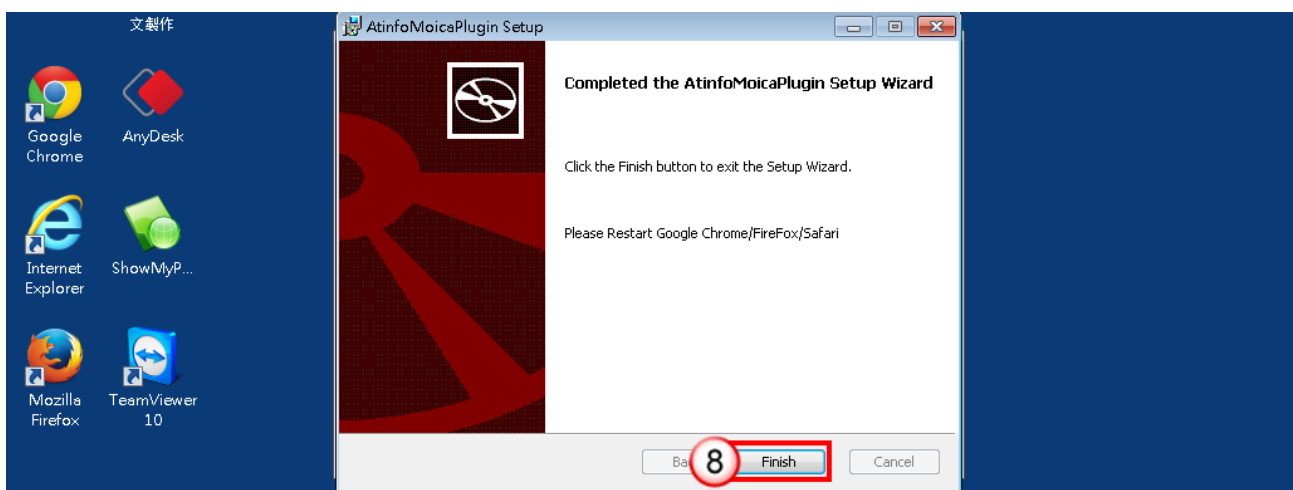 文製作
Google
Chrome
AnyDesk
Internet
Explorer
ShowMyP...
Mozilla
Firefox
TeamViewer
10
AtinfoMoicaPlugin Setup
Completed the AtinfoMoicaPlugin Setup Wizard
Click the Finish button to exit the Setup Wizard.
Please Restart Google Chrome/FireFox/Safari
Ba
8
Finish
Cancel